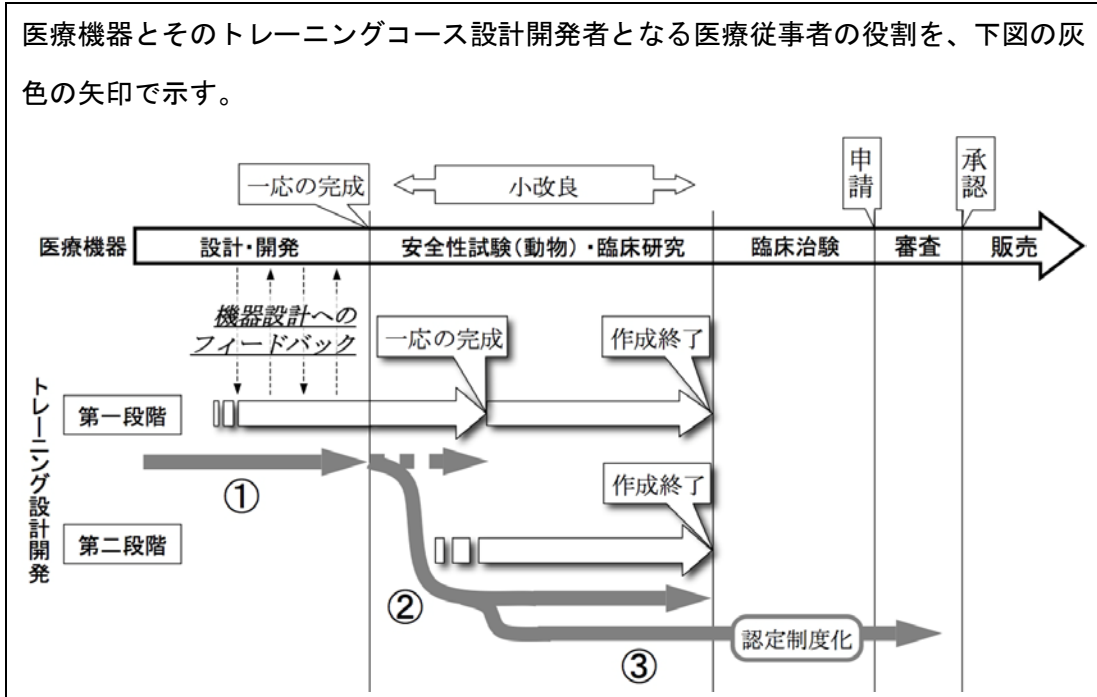 医療機器とそのトレーニングコース設計開発者となる医療従事者の役割を、下図の灰
色の矢印で示す。
一応の完成
小改良
申請
承認
医療機器
設計・開発
安全性試験(動物)・臨床研究
臨床治験
審査
販売
機器設計への
フィードバック
一応の完成
作成終了
トレーニング設計開発
第一段階
①
作成終了
第二段階
②
認定制度化
③